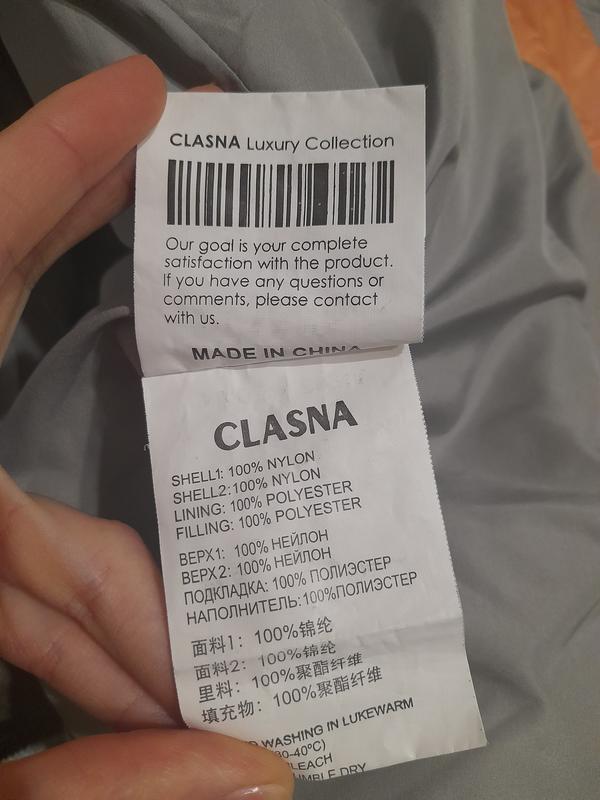 CLASNA Luxury Collection
Our goal is your complete
satisfaction with the product.
If you have any questions or
comments, please contact
with us.
MADE IN CHINA
CLASNA
SHELL1: 100% NYLON
SHELL2:100% NYLON
LINING: 100% POLYESTER
FILLING: 100% POLYESTER
ВЕРХ1: 100% НЕЙЛОН
ВЕРХ2: 100% НЕЙЛОН
ПОДКЛАДКА: 100% ПОЛИЭСТЕР
НАПОЛНИТЕЛЬ:100%ПОЛИЭСТЕР
面料1: 100%锦纶
面料2: 100%锦纶
里料: 100%聚酯纤维
填充物: 100%聚酯纤维
WASHING IN LUKEWARM
-40ºC)
DRY